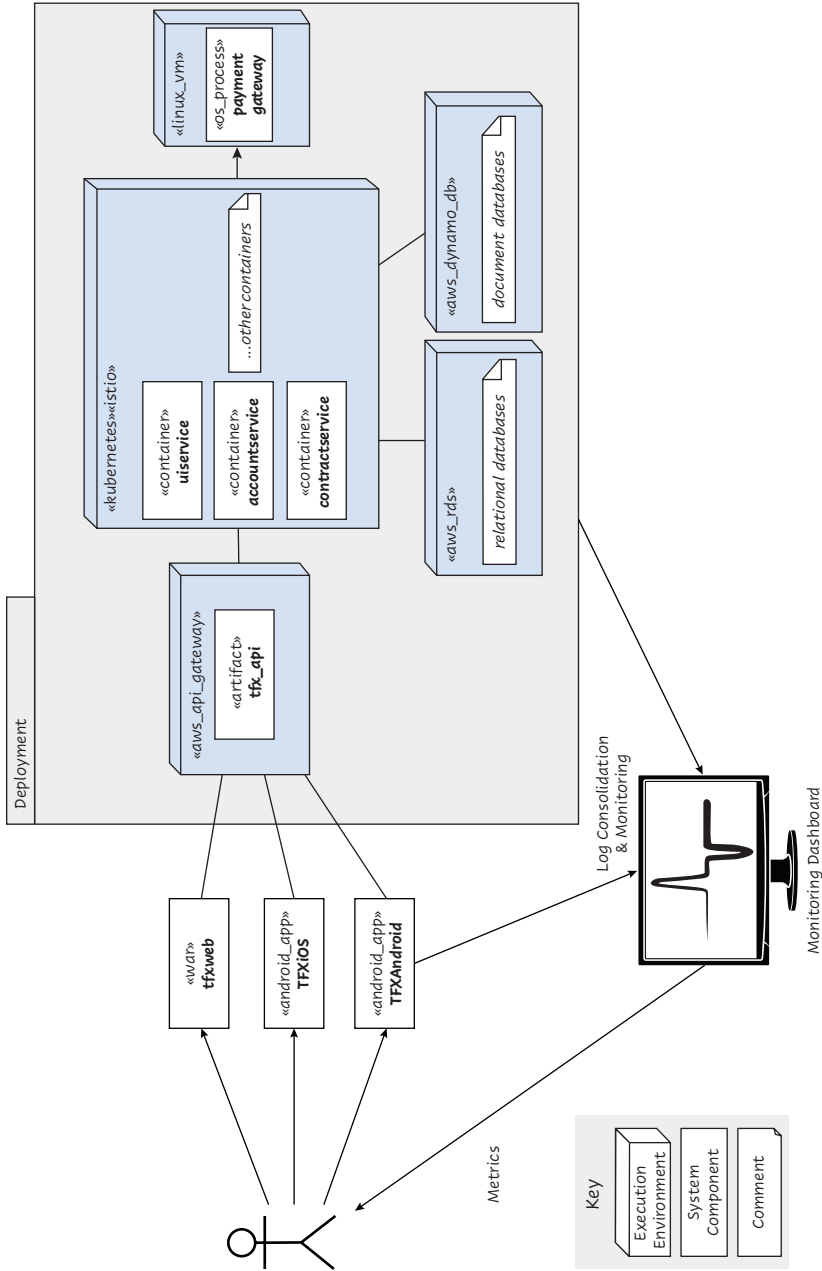 Deployment
«war»
tfxweb
«android_app»
TFXiOS
«android_app»
TFXAndroid
«aws_api_gateway»
«artifact»
tfx_api
«kubernetes»«istio»
«container»
uiservice
«container»
accountservice
«container»
contractservice
...other containers
«linux_vm»
«os_process»
payment
gateway
«aws_rds»
relational databases
«aws_dynamo_db»
document databases
Log Consolidation
& Monitoring
Monitoring Dashboard
Metrics
Key
Execution
Environment
System
Component
Comment